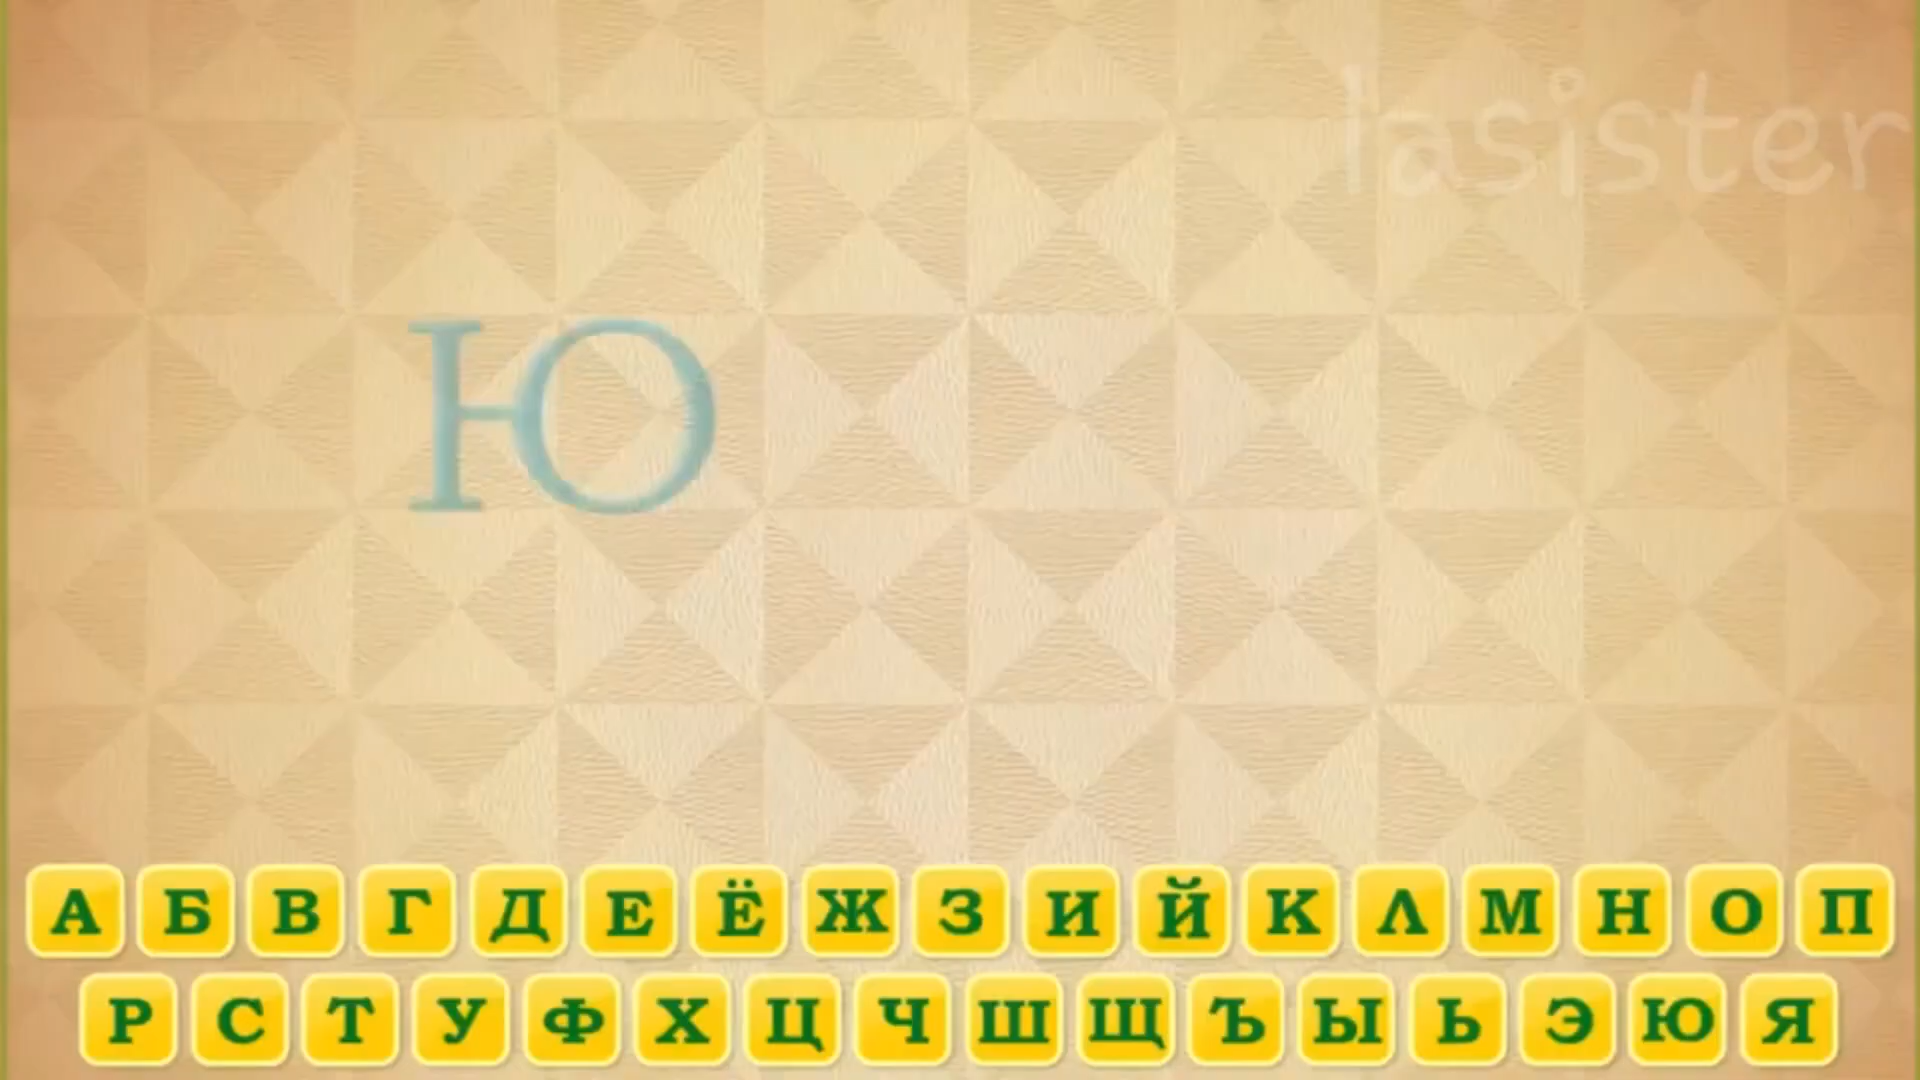 lasister
Ю
А Б В Г Д Е Ё Ж З И Й К Л М Н О П
Р С Т У Ф Х Ц Ч Ш Щ Ъ Ы Ь Э Ю Я